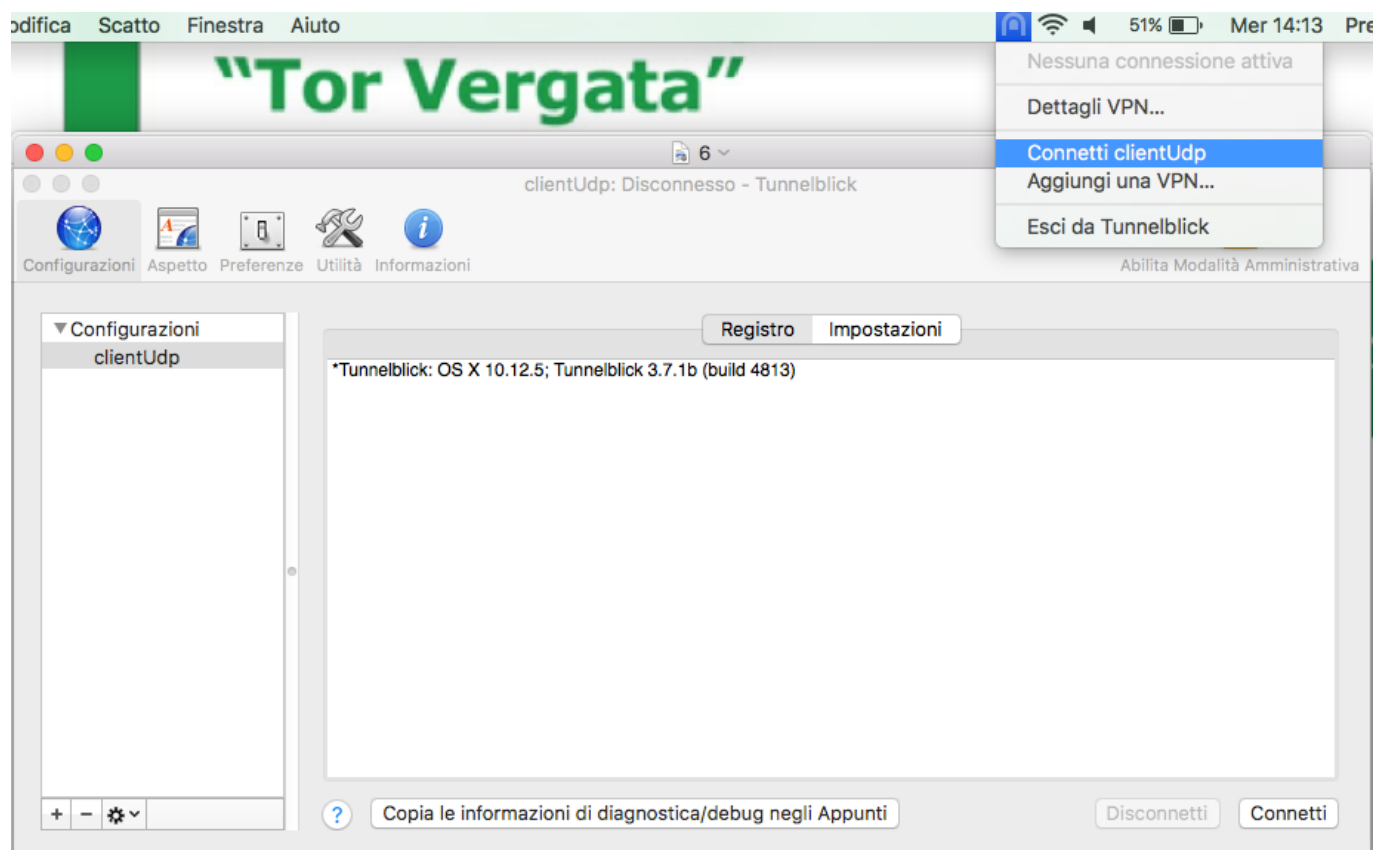 odifica Scatto Finestra Aiuto 51% Mer 14:13 Pre
"Tor Vergata"
Nessuna connessione attiva
Dettagli VPN...
Connetti clientUdp
Aggiungi una VPN...
Esci da Tunnelblick
6
clientUdp: Disconnesso - Tunnelblick
Configurazioni Aspetto Preferenze Utilità Informazioni Abilita Modalità Amministrativa
Configurazioni
clientUdp
Registro Impostazioni
*Tunnelblick: OS X 10.12.5; Tunnelblick 3.7.1b (build 4813)
+ - ? Copia le informazioni di diagnostica/debug negli Appunti Disconnetti Connetti